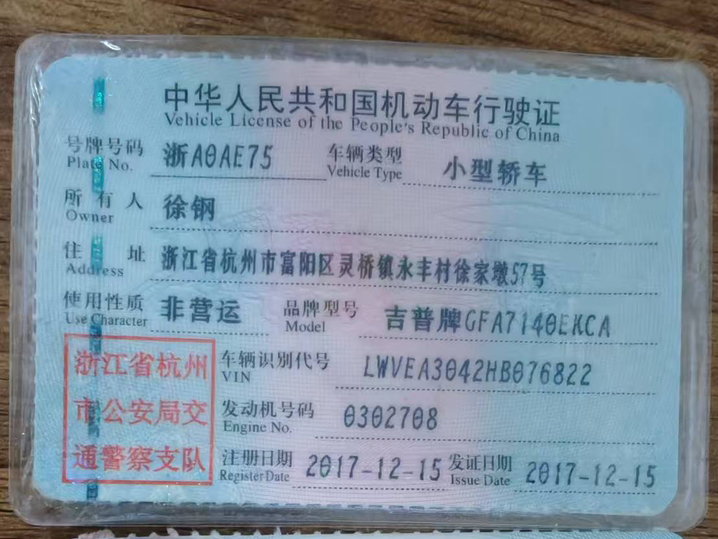 中华人民共和国机动车行驶证
Vehicle License of the People's Republic of China
号牌号码 浙A0AE75 车辆类型 小型轿车
Plate No. Vehicle Type
所有人 徐钢
Owner
住址 浙江省杭州市富阳区灵桥镇永丰村徐家墩57号
Address
使用性质 非营运 品牌型号 吉普牌GFA7140EKCA
Use Character Model
浙江省杭州
市公安局交
通警察支队
车辆识别代号 LWVEA3042HB076822
VIN
发动机号码 0302708
Engine No.
注册日期 2017-12-15 发证日期 2017-12-15
Register Date Issue Date